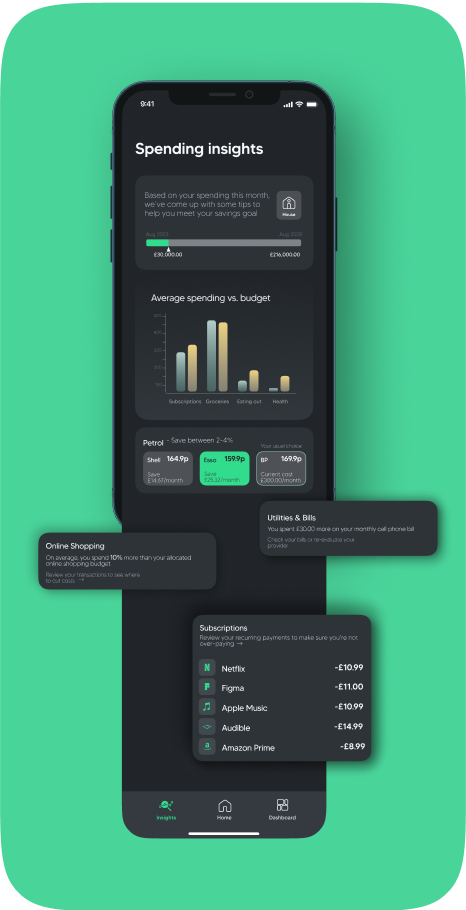 9:41
Spending insights
Based on your spending this month,
we've come up with some tips to
help you meet your savings goal
House
£30,000.00
£216,000.00
Average spending vs. budget
Subscriptions
Groceries
Eating out
Health
Petrol
- Save between 2-4%
Your usual choice
Shell 164.9p
Save
£14.67/month
Esso 159.9p
Save
BP 169.9p
Current cost
£300.00/month
Utilities & Bills
You spent £30.00 more on your monthly cell phone bill
Check your bills or re-evaluate your
provider
Online Shopping
On average, you spend 10% more than your allocated
online shopping budget
Review your transactions to see where
to cut costs →
Subscriptions
Review your recurring payments to make sure you're not
over-paying →
Netflix -£10.99
Figma -£11.00
Apple Music -£10.99
Audible -£14.99
Amazon Prime -£8.99
Insights
Home
Dashboard